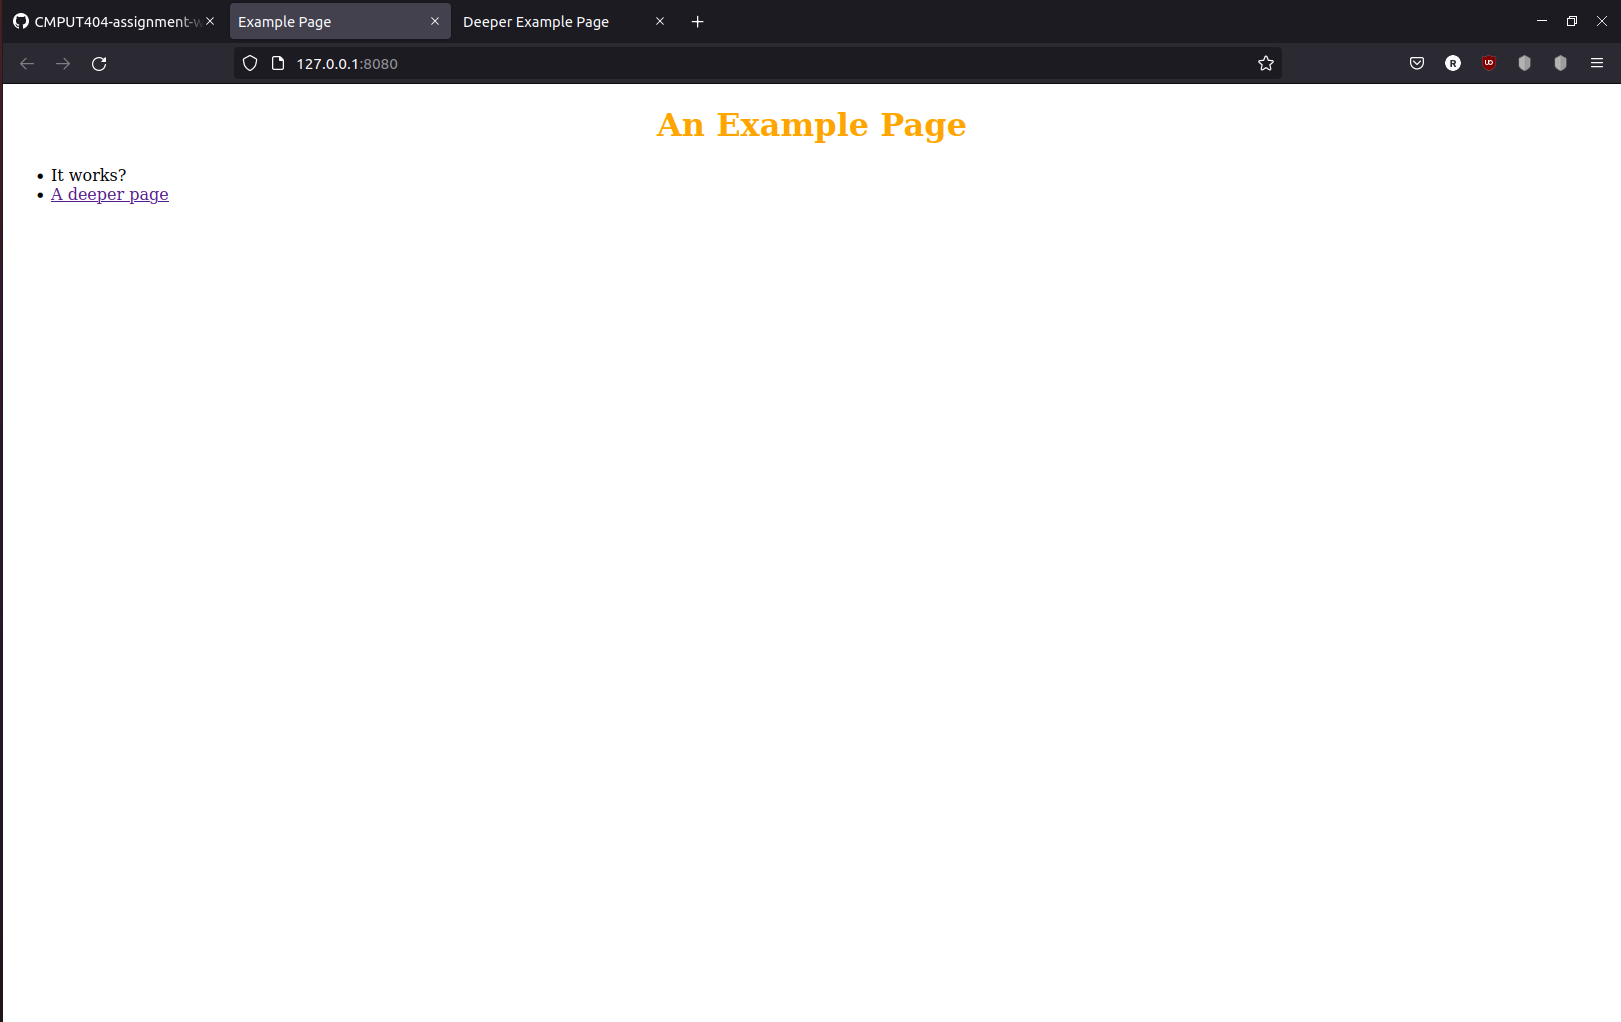 CMPUT404-assignment-w
Example Page
Deeper Example Page
127.0.0.1:8080
An Example Page
It works?
A deeper page